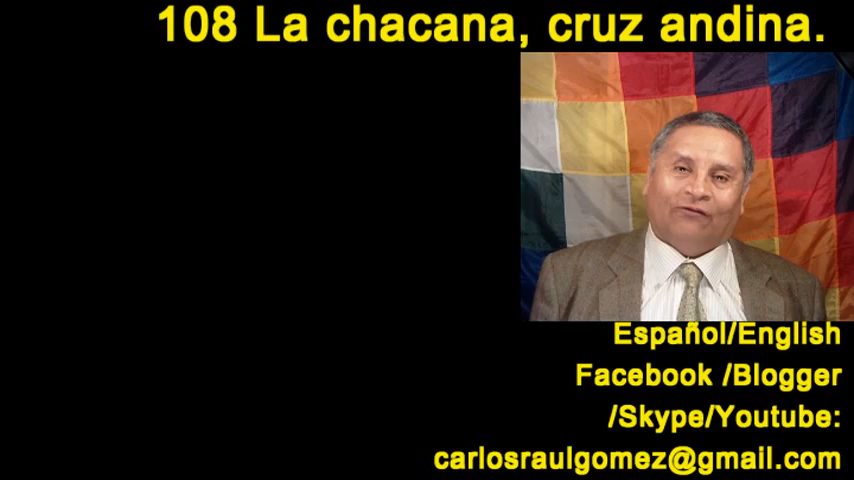 108 La chacana, cruz andina.
Español/English
Facebook /Blogger
/Skype/Youtube:
carlosraulgomez@gmail.com